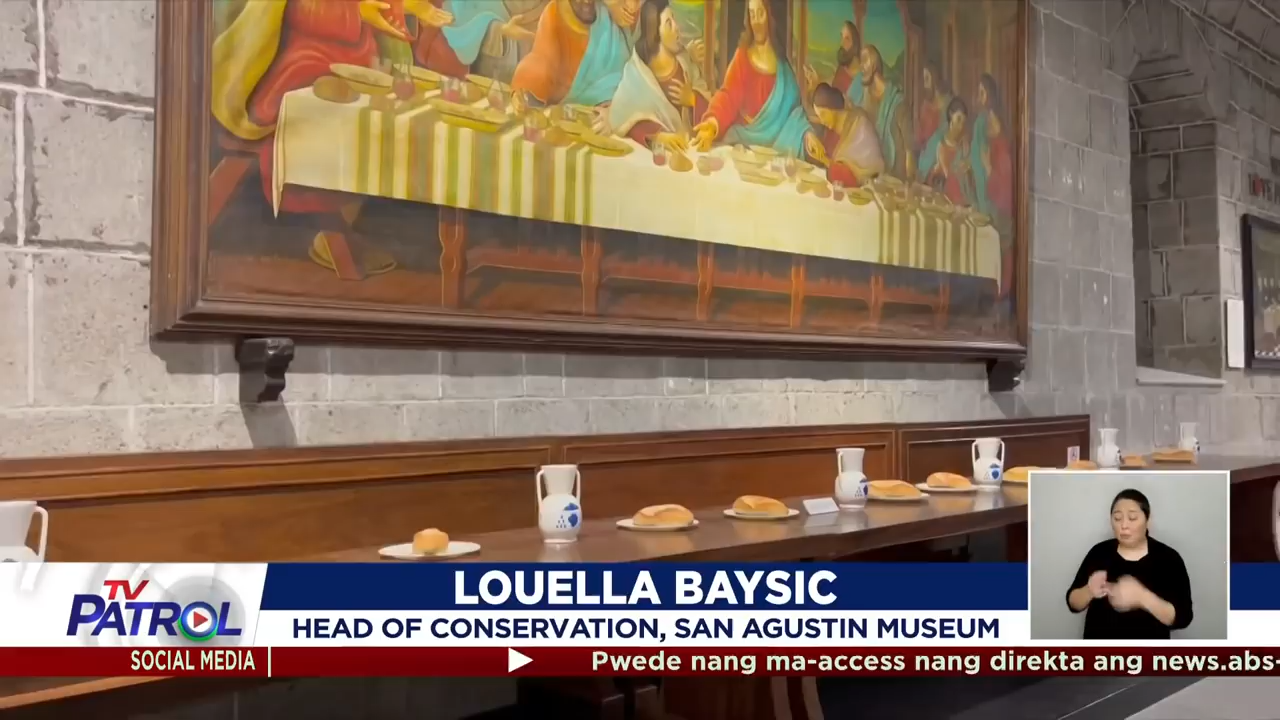 LOUELLA BAYSIC
TV PATROL
HEAD OF CONSERVATION, SAN AGUSTIN MUSEUM
SOCIAL MEDIA
Pwede nang ma-access nang direkta ang news.abs-